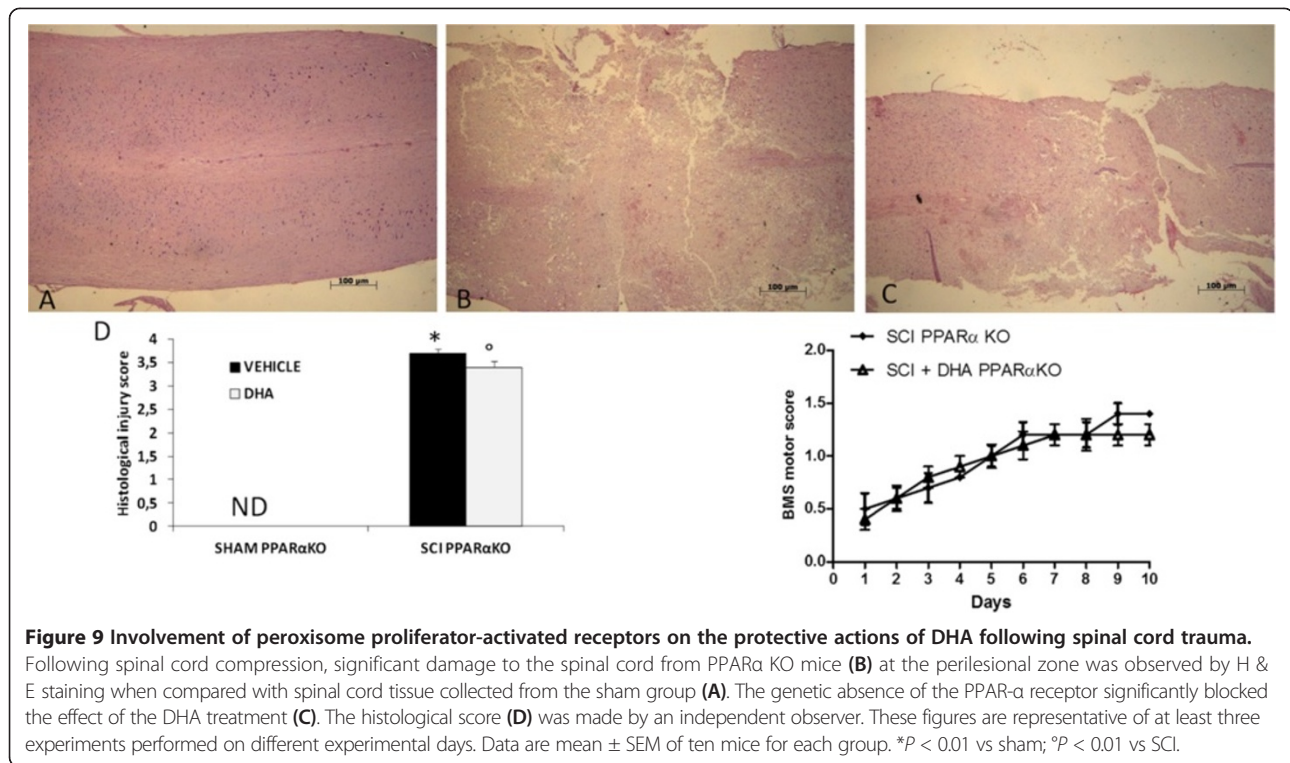 100 µm
A
100 µm
B
100 µm
C
D
Histological injury score
4
3,5
3
2,5
2
1,5
1
0,5
0
VEHICLE
DHA
ND
*
°
SHAM PPARαKO
SCI PPARαKO
SCI PPARα KO
SCI + DHA PPARαKO
BMS motor score
2.0
1.5
1.0
0.5
0.0
0 1 2 3 4 5 6 7 8 9 10
Days
Figure 9 Involvement of peroxisome proliferator-activated receptors on the protective actions of DHA following spinal cord trauma.
Following spinal cord compression, significant damage to the spinal cord from PPARα KO mice (B) at the perilesional zone was observed by H &
E staining when compared with spinal cord tissue collected from the sham group (A). The genetic absence of the PPAR-α receptor significantly blocked
the effect of the DHA treatment (C). The histological score (D) was made by an independent observer. These figures are representative of at least three
experiments performed on different experimental days. Data are mean ± SEM of ten mice for each group. *P < 0.01 vs sham; °P < 0.01 vs SCI.